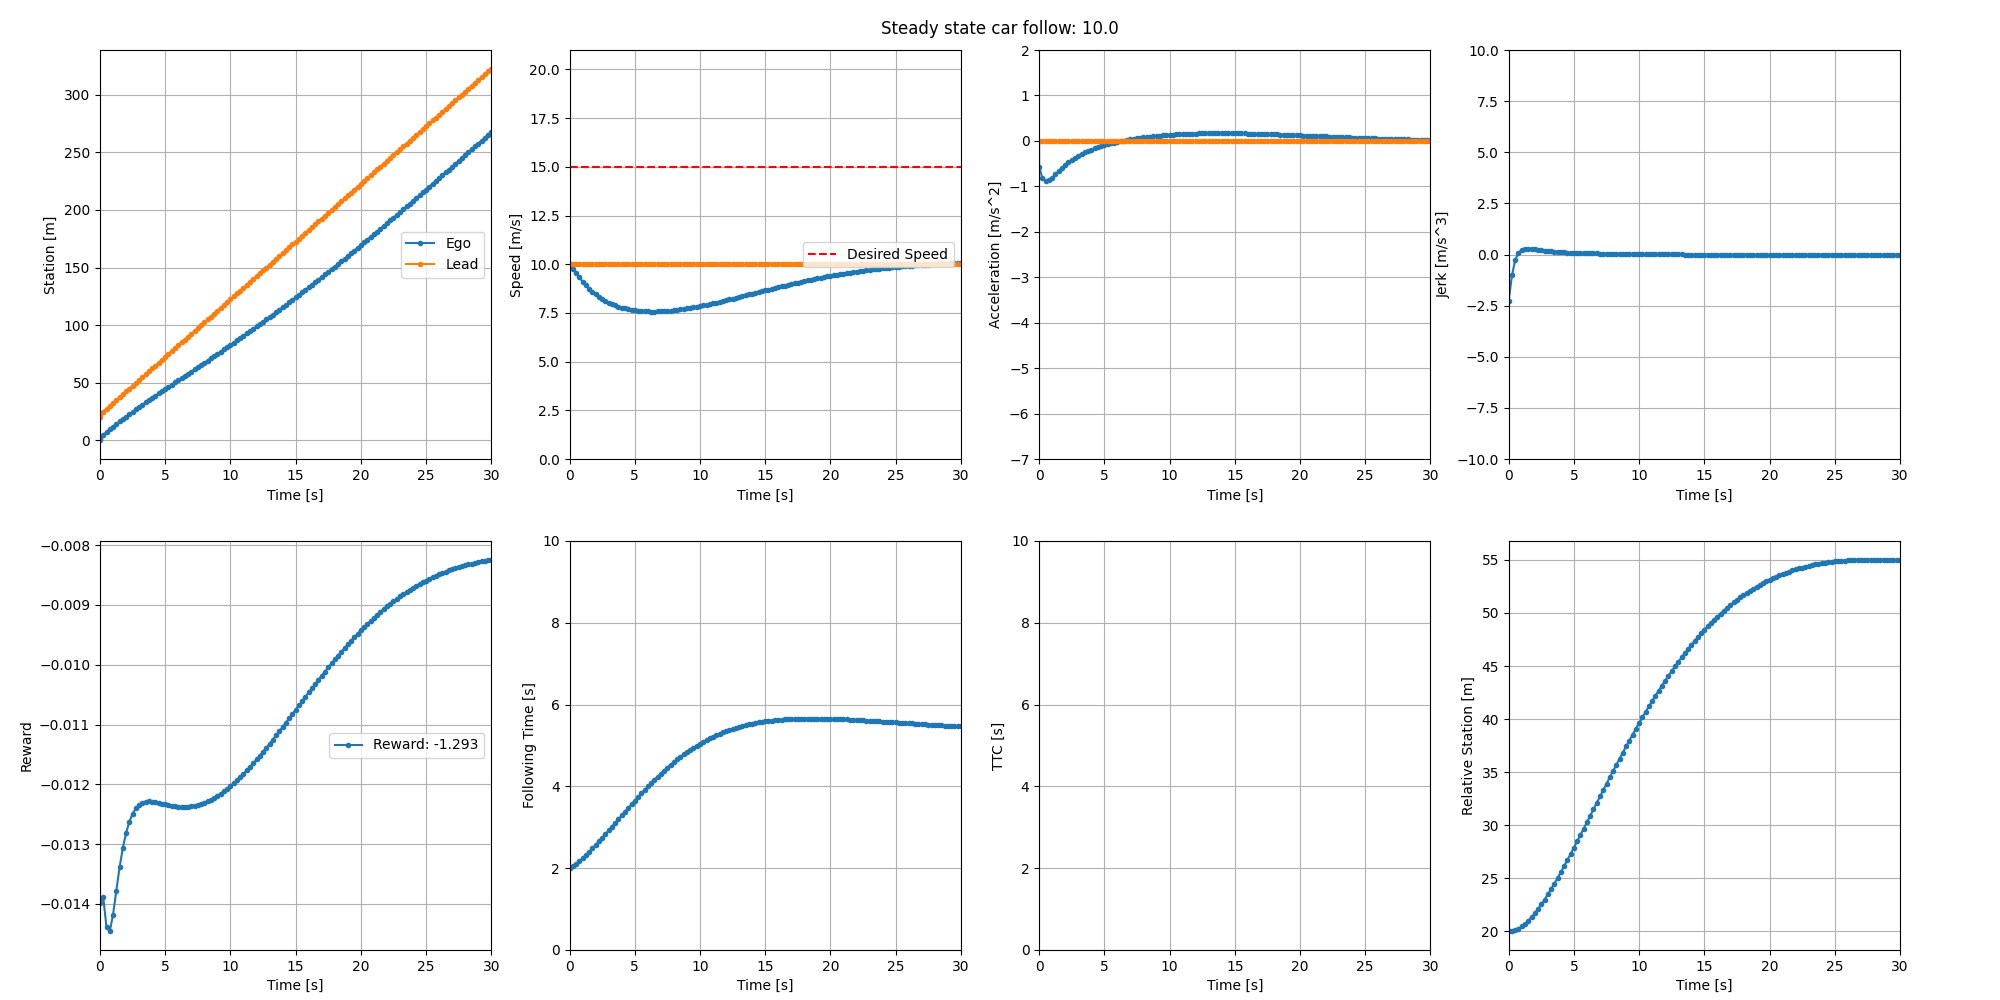 Steady state car follow: 10.0
Station [m]
300
250
200
150
100
50
0
Ego
Lead
0 5 10 15 20 25 30
Time [s]
Speed [m/s]
20.0
17.5
15.0
12.5
10.0
7.5
5.0
2.5
0.0
Desired Speed
0 5 10 15 20 25 30
Time [s]
Acceleration [m/s^2]
2
1
0
−1
−2
−3
−4
−5
−6
−7
0 5 10 15 20 25 30
Time [s]
Jerk [m/s^3]
10.0
7.5
5.0
2.5
0.0
−2.5
−5.0
−7.5
−10.0
0 5 10 15 20 25 30
Time [s]
Reward
−0.008
−0.009
−0.010
−0.011
−0.012
−0.013
−0.014
Reward: -1.293
0 5 10 15 20 25 30
Time [s]
Following Time [s]
10
8
6
4
2
0
0 5 10 15 20 25 30
Time [s]
TTC [s]
10
8
6
4
2
0
0 5 10 15 20 25 30
Time [s]
Relative Station [m]
55
50
45
40
35
30
25
20
0 5 10 15 20 25 30
Time [s]